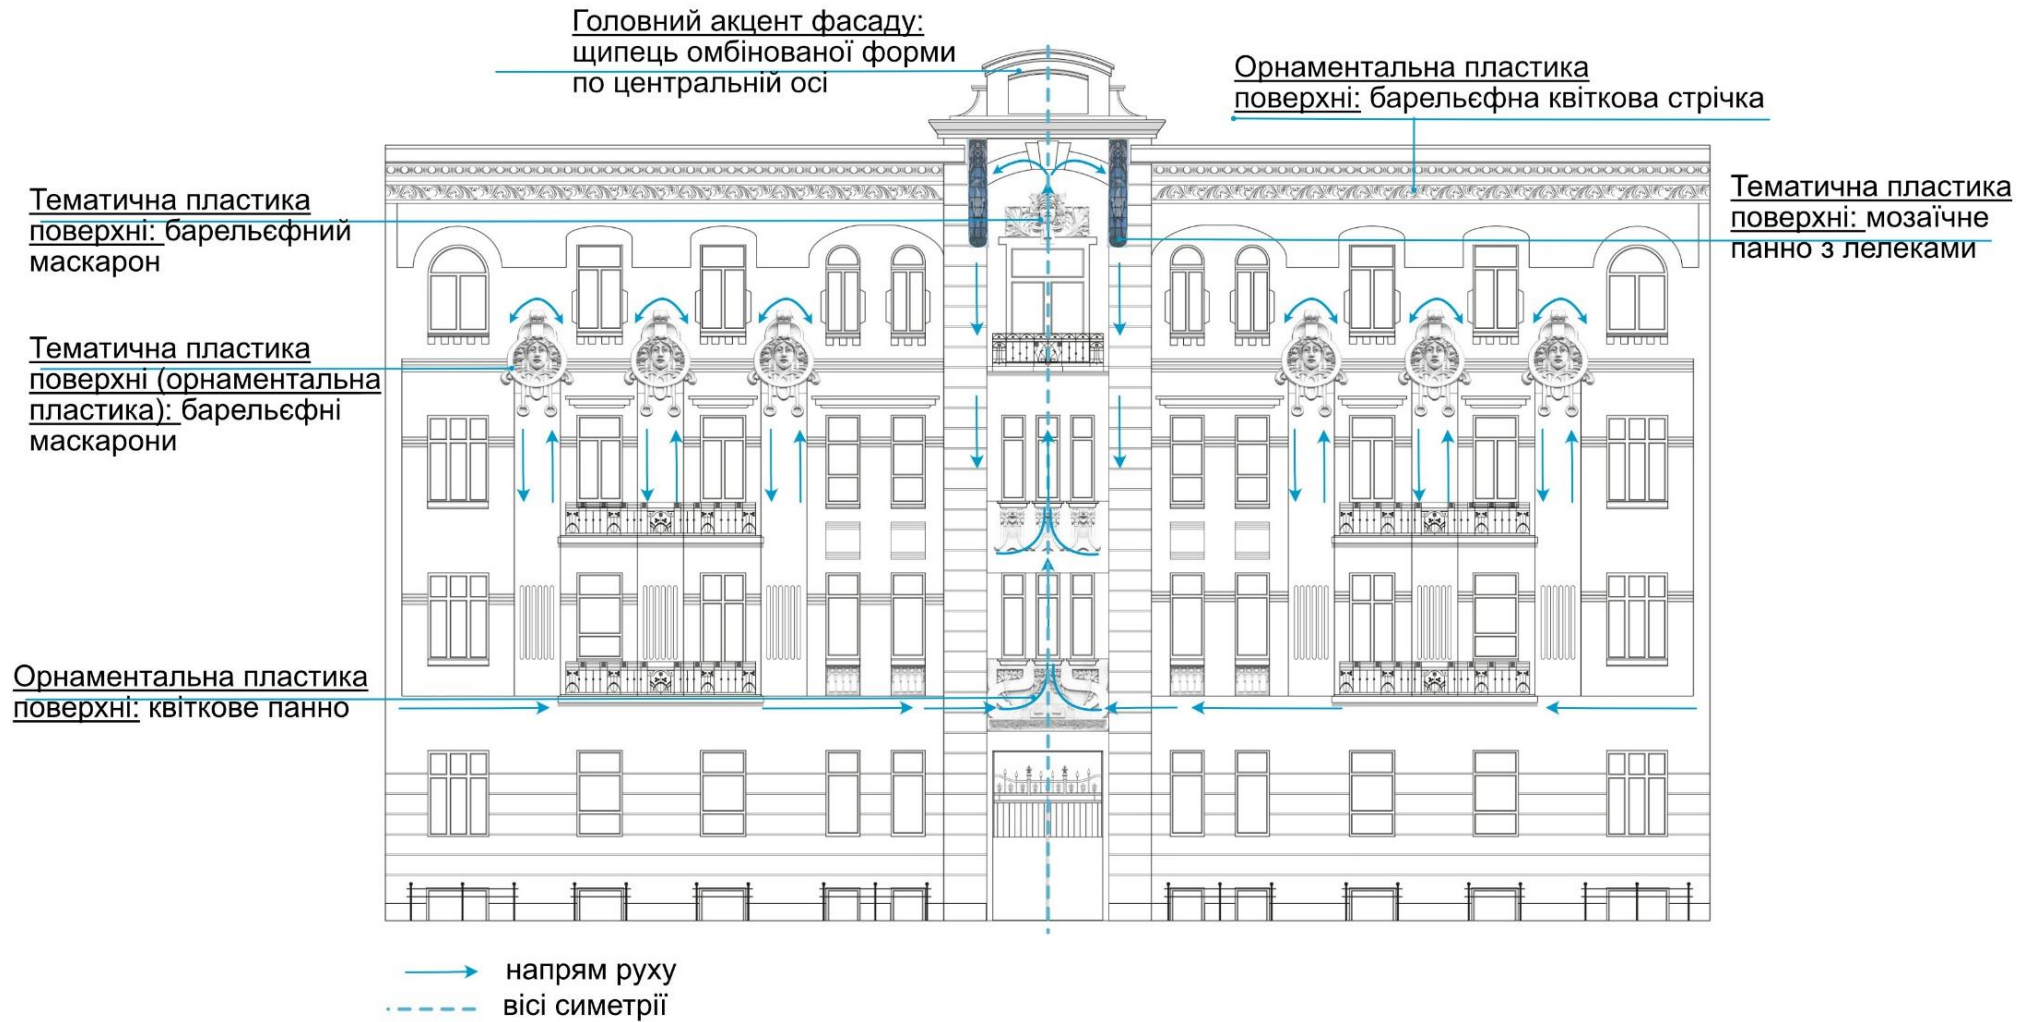 Головний акцент фасаду:
щипець омбінованої форми
по центральній осі
Орнаментальна пластика
поверхні: барельєфна квіткова стрічка
Тематична пластика
поверхні: барельєфний
маскарон
Тематична пластика
поверхні: мозаїчне
панно з лелеками
Тематична пластика
поверхні (орнаментальна
пластика): барельєфні
маскарони
Орнаментальна пластика
поверхні: квіткове панно
напрям руху
вісі симетрії